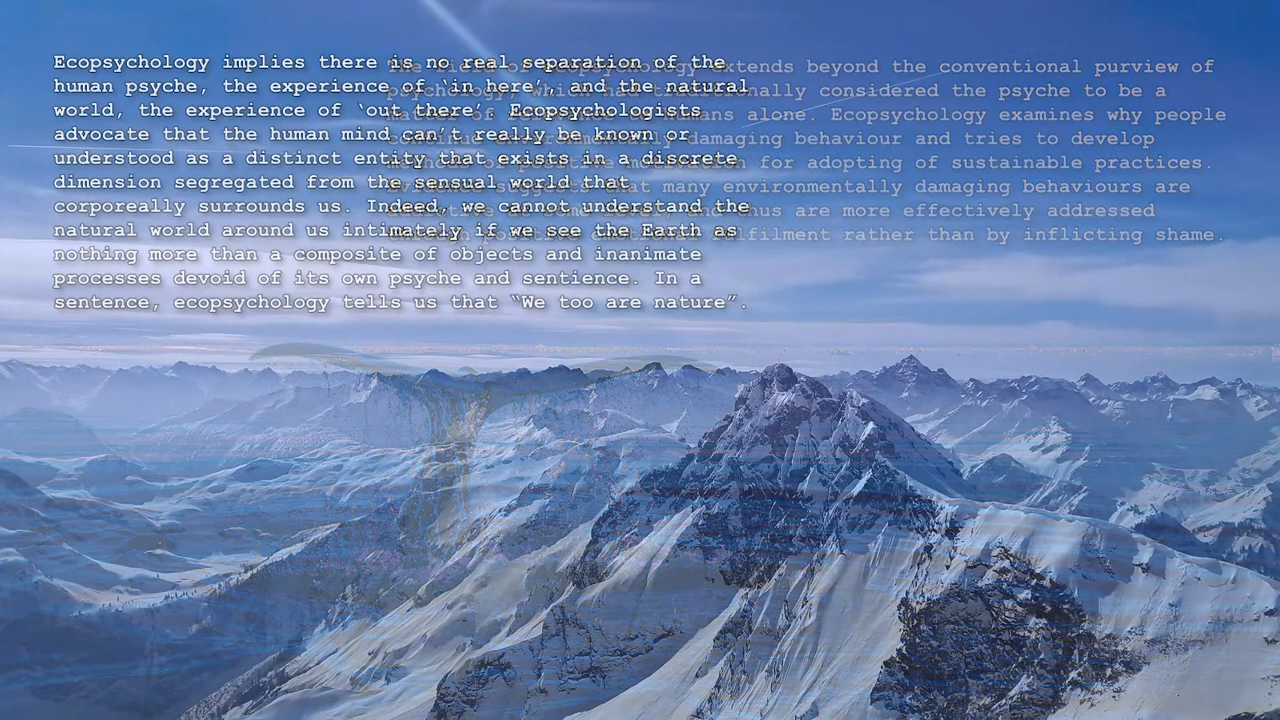 Ecopsychology implies there is no real separation of the
human psyche, the experience of ‘in here’, and the natural
world, the experience of ‘out there’. Ecopsychologists
advocate that the human mind can’t really be known or
understood as a distinct entity that exists in a discrete
dimension segregated from the sensual world that
corporeally surrounds us. Indeed, we cannot understand the
natural world around us intimately if we see the Earth as
nothing more than a composite of objects and inanimate
processes devoid of its own psyche and sentience. In a
sentence, ecopsychology tells us that “We too are nature”.
extends beyond the conventional purview of
considered the psyche to be a
alone. Ecopsychology examines why people
damaging behaviour and tries to develop
for adopting of sustainable practices.
that many environmentally damaging behaviours are
thus are more effectively addressed
fulfilment rather than by inflicting shame.